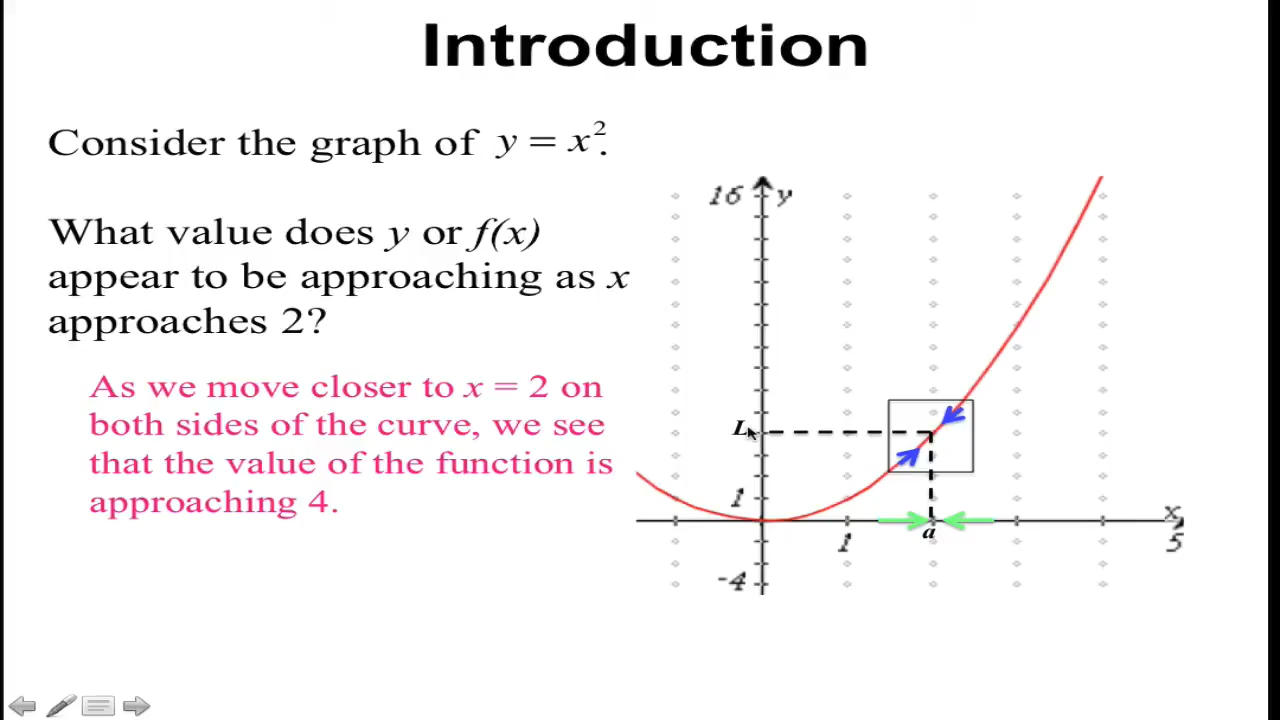 Introduction
Consider the graph of y = x².
What value does y or f(x)
appear to be approaching as x
approaches 2?
As we move closer to x = 2 on
both sides of the curve, we see
that the value of the function is
approaching 4.
16 y
L
1
x
1 a 5
-4